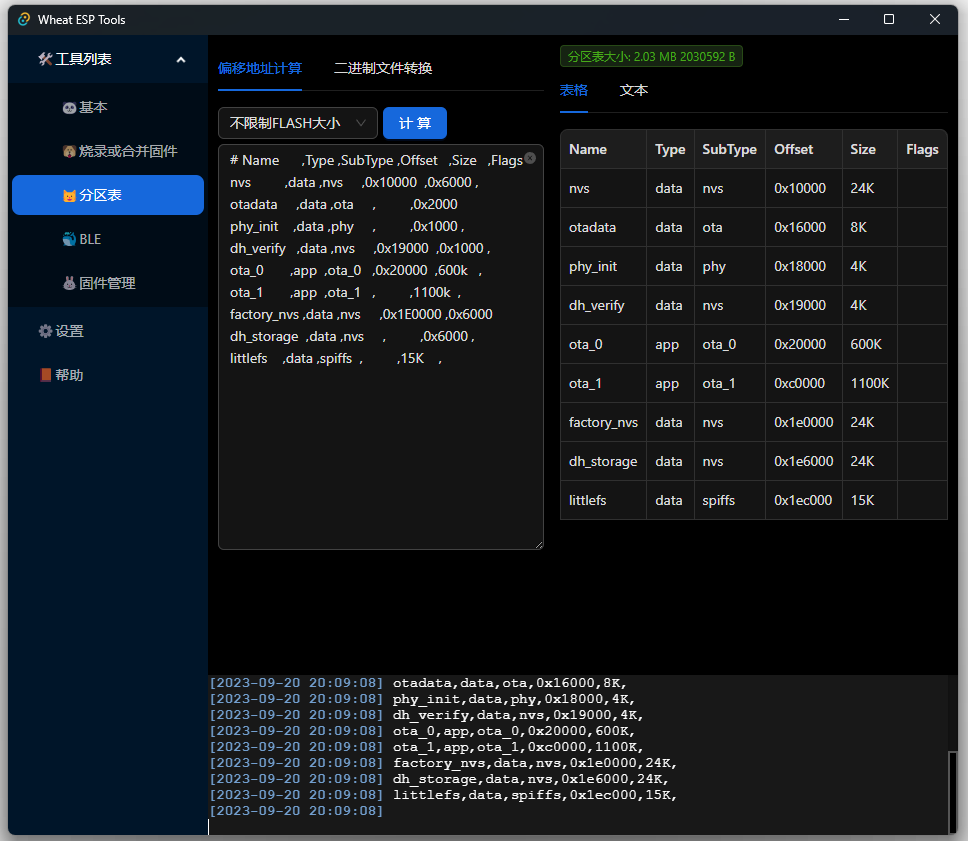 Wheat ESP Tools
🛠工具列表
基本
烧录或合并固件
分区表
BLE
固件管理
设置
帮助
偏移地址计算 二进制文件转换
不限制FLASH大小 计 算
# Name ,Type ,SubType ,Offset ,Size ,Flags
nvs ,data ,nvs ,0x10000 ,0x6000 ,
otadata ,data ,ota , ,0x2000
phy_init ,data ,phy , ,0x1000 ,
dh_verify ,data ,nvs ,0x19000 ,0x1000 ,
ota_0 ,app ,ota_0 ,0x20000 ,600k ,
ota_1 ,app ,ota_1 , ,1100k ,
factory_nvs ,data ,nvs ,0x1E0000 ,0x6000
dh_storage ,data ,nvs , ,0x6000 ,
littlefs ,data ,spiffs , ,15K ,
分区表大小: 2.03 MB 2030592 B
表格 文本
Name Type SubType Offset Size Flags
nvs data nvs 0x10000 24K
otadata data ota 0x16000 8K
phy_init data phy 0x18000 4K
dh_verify data nvs 0x19000 4K
ota_0 app ota_0 0x20000 600K
ota_1 app ota_1 0xc0000 1100K
factory_nvs data nvs 0x1e0000 24K
dh_storage data nvs 0x1e6000 24K
littlefs data spiffs 0x1ec000 15K
[2023-09-20 20:09:08] otadata,data,ota,0x16000,8K,
[2023-09-20 20:09:08] phy_init,data,phy,0x18000,4K,
[2023-09-20 20:09:08] dh_verify,data,nvs,0x19000,4K,
[2023-09-20 20:09:08] ota_0,app,ota_0,0x20000,600K,
[2023-09-20 20:09:08] ota_1,app,ota_1,0xc0000,1100K,
[2023-09-20 20:09:08] factory_nvs,data,nvs,0x1e0000,24K,
[2023-09-20 20:09:08] dh_storage,data,nvs,0x1e6000,24K,
[2023-09-20 20:09:08] littlefs,data,spiffs,0x1ec000,15K,
[2023-09-20 20:09:08]